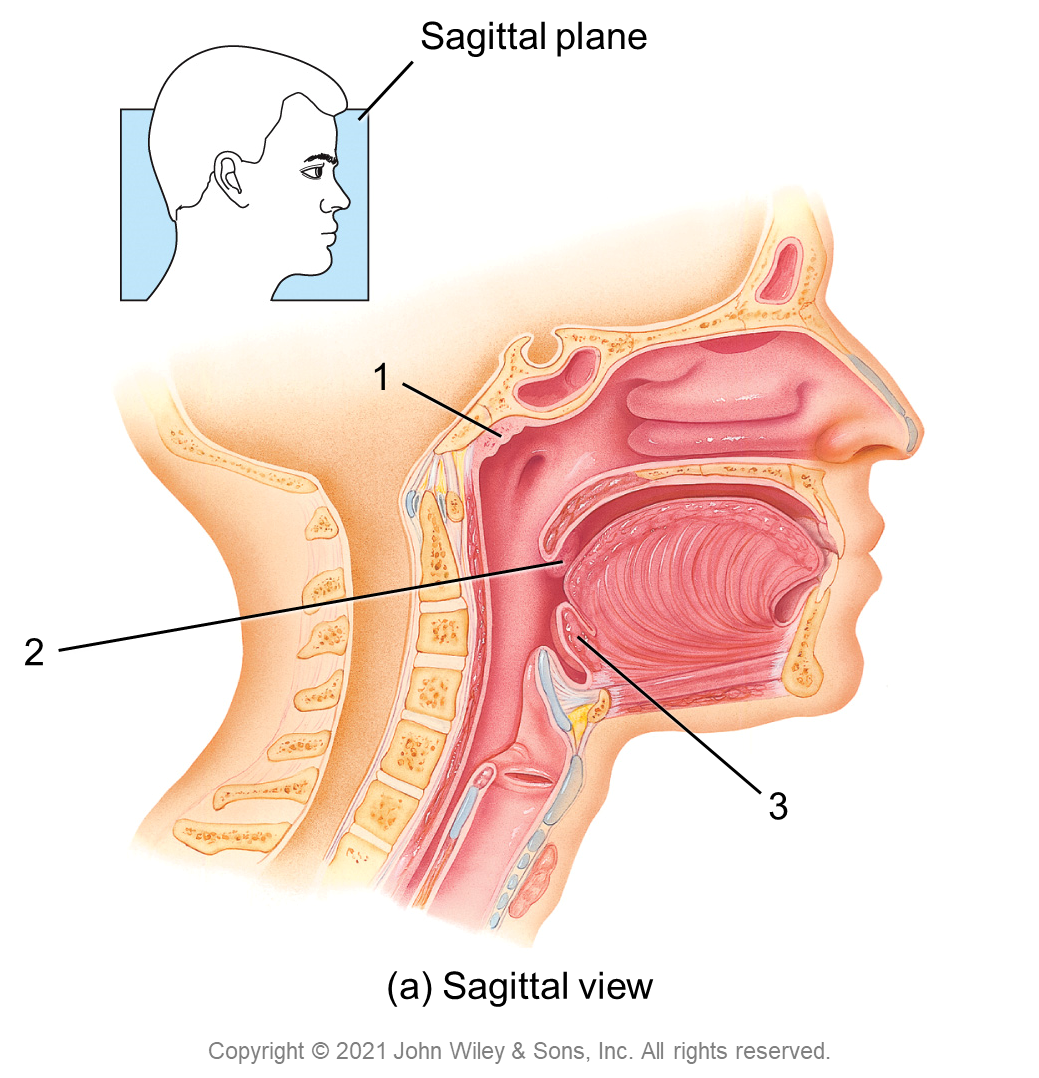 Sagittal plane
1
2
3
(a) Sagittal view
Copyright © 2021 John Wiley & Sons, Inc. All rights reserved.